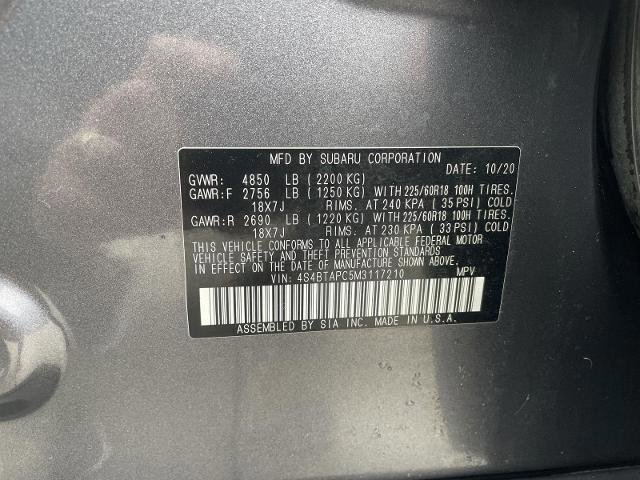 MFD BY SUBARU CORPORATION
DATE: 10/20
GVWR: 4850 LB (2200 KG)
GAWR:F 2756 LB (1250 KG) WITH 225/60R18 100H TIRES.
18X7J RIMS. AT 240 KPA (35 PSI) COLD
GAWR:R 2690 LB (1220 KG) WITH 225/60R18 100H TIRES.
18X7J RIMS. AT 230 KPA (33 PSI) COLD
THIS VEHICLE CONFORMS TO ALL APPLICABLE FEDERAL MOTOR
VEHICLE SAFETY AND THEFT PREVENTION STANDARDS
IN EFFECT ON THE DATE OF MANUFACTURE SHOWN ABOVE.
VIN: 4S4BTAPC5M3117210 MPV
ASSEMBLED BY SIA INC. MADE IN U.S.A.